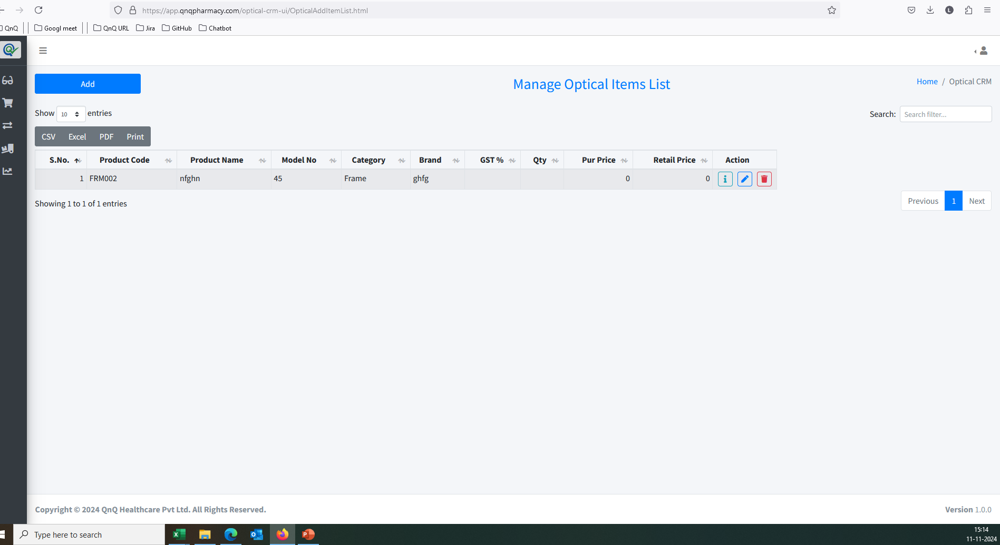 https://app.qnqpharmacy.com/optical-crm-ui/OpticalAddItemList.html
L
QnQ Googl meet QnQ URL Jira GitHub Chatbot
Add
Manage Optical Items List
Home / Optical CRM
Show 10 entries
Search: Search filter...
CSV Excel PDF Print
S.No. Product Code Product Name Model No Category Brand GST % Qty Pur Price Retail Price Action
1 FRM002 nfghn 45 Frame ghfg 0 0
Showing 1 to 1 of 1 entries
Previous 1 Next
Copyright © 2024 QnQ Healthcare Pvt Ltd. All Rights Reserved.
Version 1.0.0
Type here to search
15:14
11-11-2024